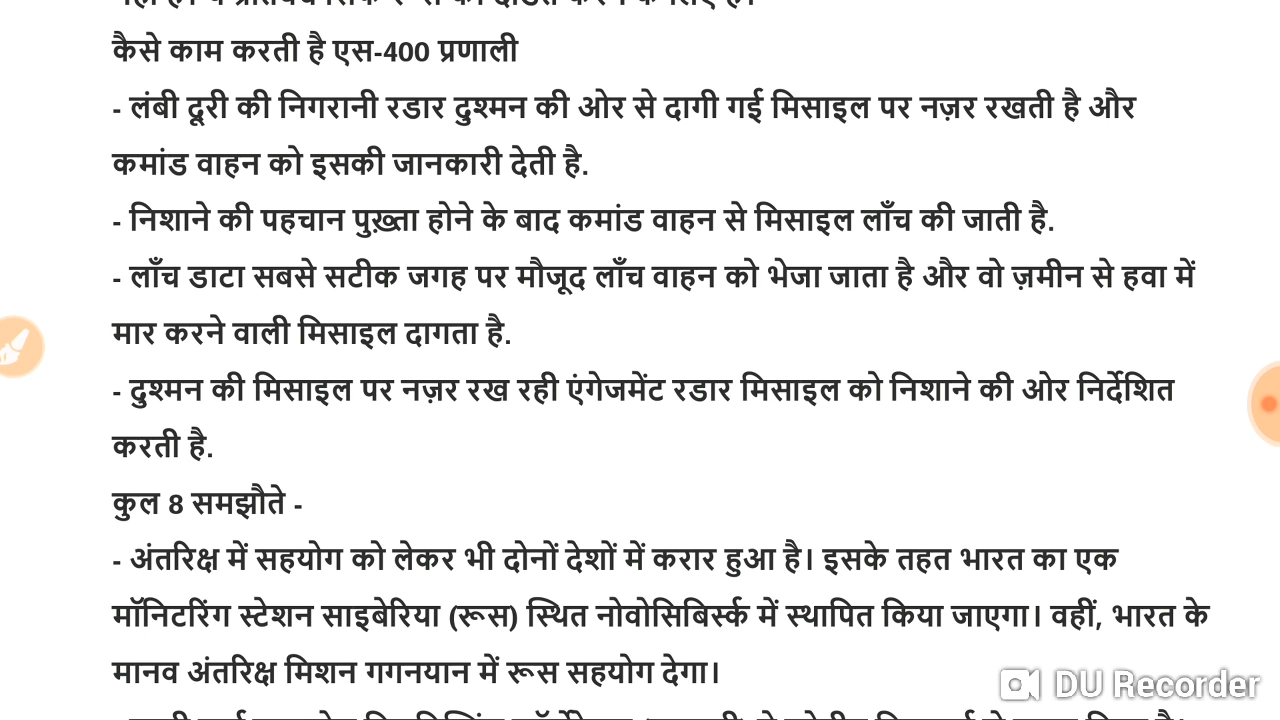 कैसे काम करती है एस-400 प्रणाली
- लंबी दूरी की निगरानी रडार दुश्मन की ओर से दागी गई मिसाइल पर नज़र रखती है और
कमांड वाहन को इसकी जानकारी देती है.
- निशाने की पहचान पुख़्ता होने के बाद कमांड वाहन से मिसाइल लाँच की जाती है.
- लाँच डाटा सबसे सटीक जगह पर मौजूद लाँच वाहन को भेजा जाता है और वो ज़मीन से हवा में
मार करने वाली मिसाइल दागता है.
- दुश्मन की मिसाइल पर नज़र रख रही एंगेजमेंट रडार मिसाइल को निशाने की ओर निर्देशित
करती है.
कुल 8 समझौते -
- अंतरिक्ष में सहयोग को लेकर भी दोनों देशों में करार हुआ है। इसके तहत भारत का एक
मॉनिटरिंग स्टेशन साइबेरिया (रूस) स्थित नोवोसिबिर्स्क में स्थापित किया जाएगा। वहीं, भारत के
मानव अंतरिक्ष मिशन गगनयान में रूस सहयोग देगा।
DU Recorder